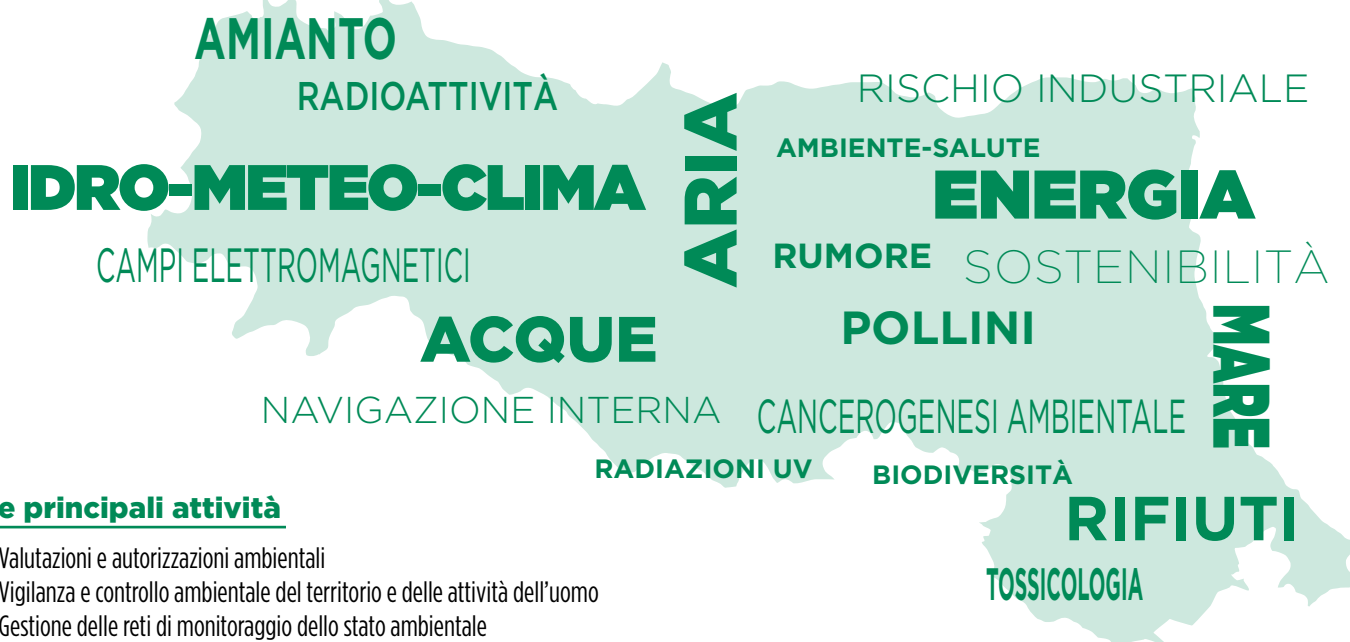 AMIANTO
RADIOATTIVITÀ
RISCHIO INDUSTRIALE
ARIA
AMBIENTE-SALUTE
IDRO-METEO-CLIMA
ENERGIA
CAMPI ELETTROMAGNETICI
RUMORE
SOSTENIBILITÀ
ACQUE
POLLINI
MARE
NAVIGAZIONE INTERNA
CANCEROGENESI AMBIENTALE
RADIAZIONI UV
BIODIVERSITÀ
e principali attività
RIFIUTI
Valutazioni e autorizzazioni ambientali
TOSSICOLOGIA
Vigilanza e controllo ambientale del territorio e delle attività dell'uomo
Gestione delle reti di monitoraggio dello stato ambientale